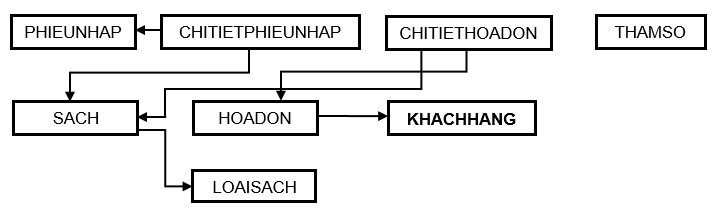 PHIEUNHAP
CHITIETPHIEUNHAP
CHITIETHOADON
THAMSO
SACH
HOADON
KHACHHANG
LOAISACH